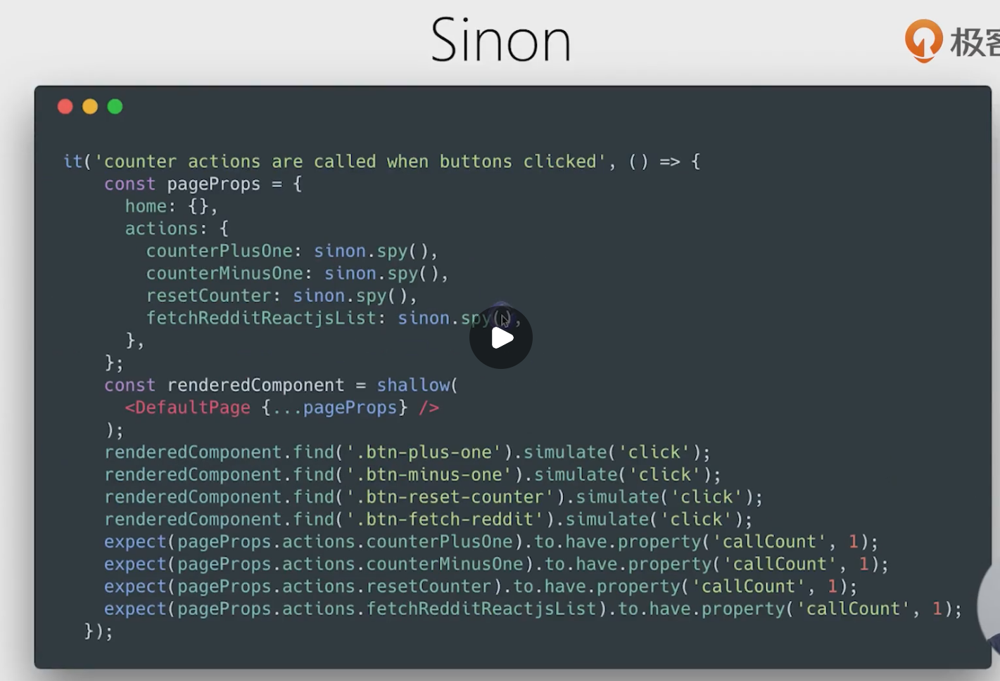 Sinon
极客
it('counter actions are called when buttons clicked', () => {
const pageProps = {
home: {},
actions: {
counterPlusOne: sinon.spy(),
counterMinusOne: sinon.spy(),
resetCounter: sinon.spy(),
fetchRedditReactjsList: sinon.spy(),
},
};
const renderedComponent = shallow(
<DefaultPage {...pageProps} />
);
renderedComponent.find('.btn-plus-one').simulate('click');
renderedComponent.find('.btn-minus-one').simulate('click');
renderedComponent.find('.btn-reset-counter').simulate('click');
renderedComponent.find('.btn-fetch-reddit').simulate('click');
expect(pageProps.actions.counterPlusOne).to.have.property('callCount', 1);
expect(pageProps.actions.counterMinusOne).to.have.property('callCount', 1);
expect(pageProps.actions.resetCounter).to.have.property('callCount', 1);
expect(pageProps.actions.fetchRedditReactjsList).to.have.property('callCount', 1);
});